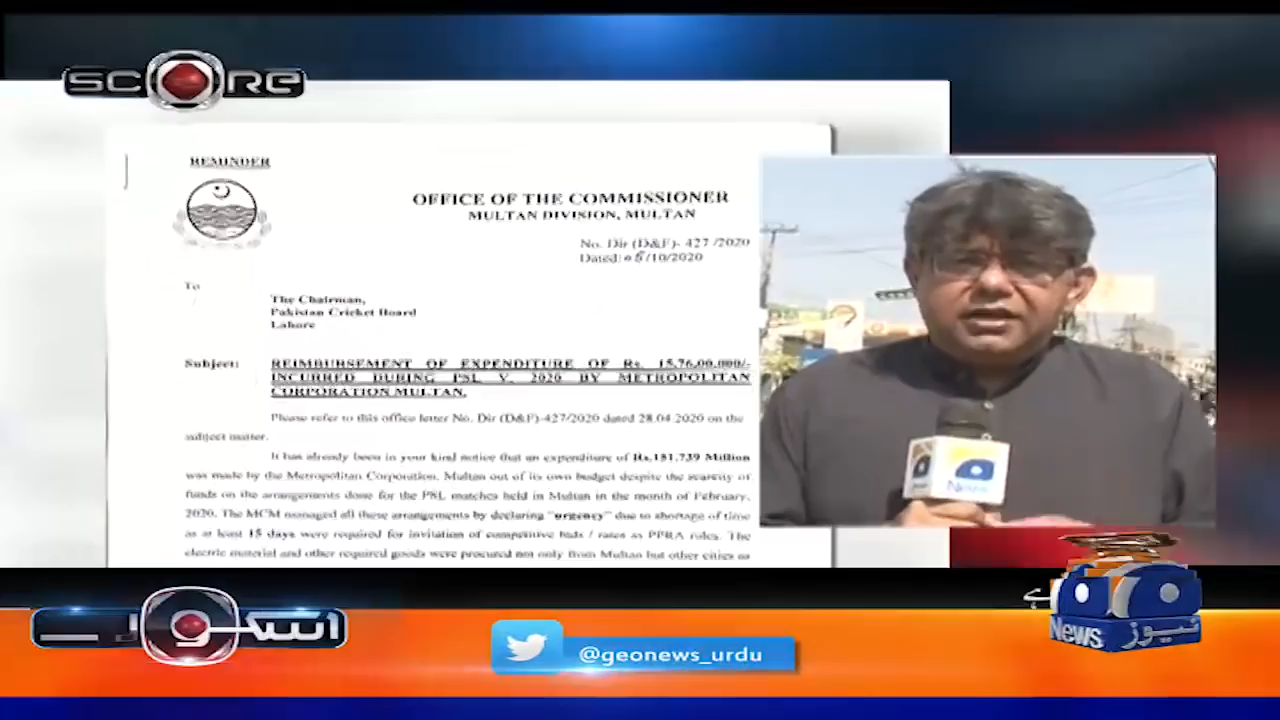 SCORE
REMINDER
OFFICE OF THE COMMISSIONER
MULTAN DIVISION, MULTAN
No. Dir (D&F)- 427 /2020
Dated: 05/10/2020
To
The Chairman,
Pakistan Cricket Board
Lahore
Subject: REIMBURSEMENT OF EXPENDITURE OF Rs. 15,76,00,000/-
INCURRED DURING PSL V, 2020 BY METROPOLITAN
CORPORATION MULTAN.
Please refer to this office letter No. Dir (D&F)-427/2020 dated 28.04.2020 on the
subject matter.
It has already been in your kind notice that an expenditure of Rs.151.739 Million
was made by the Metropolitan Corporation, Multan out of its own budget despite the scarcity of
funds on the arrangements done for the PSL matches held in Multan in the month of February,
2020. The MCM managed all these arrangements by declaring "urgency" due to shortage of time
as at least 15 days were required for invitation of competitive bids / rates as PPRA rules. The
electric material and other required goods were procured not only from Multan but other cities as
News
اسکور
@geonews_urdu
News نیوز